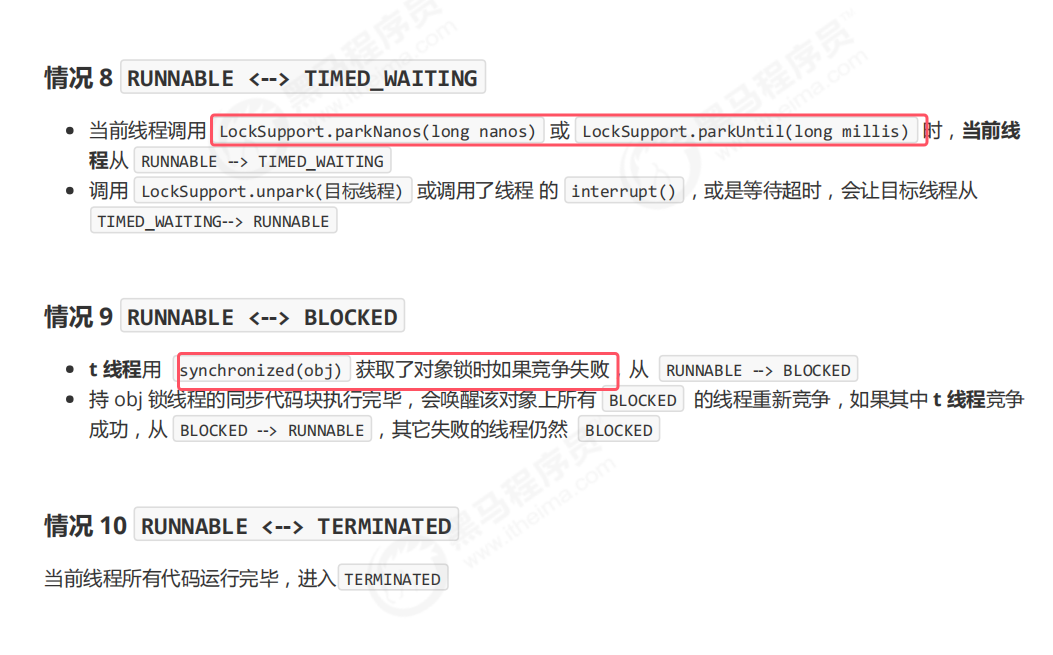 情况 8 RUNNABLE <--> TIMED_WAITING
当前线程调用 LockSupport.parkNanos(long nanos) 或 LockSupport.parkUntil(long millis) 时，当前线
程从 RUNNABLE --> TIMED_WAITING
调用 LockSupport.unpark(目标线程) 或调用了线程 的 interrupt() ，或是等待超时，会让目标线程从
TIMED_WAITING--> RUNNABLE
情况 9 RUNNABLE <--> BLOCKED
t 线程用 synchronized(obj) 获取了对象锁时如果竞争失败，从 RUNNABLE --> BLOCKED
持 obj 锁线程的同步代码块执行完毕，会唤醒该对象上所有 BLOCKED 的线程重新竞争，如果其中 t 线程竞争
成功，从 BLOCKED --> RUNNABLE ，其它失败的线程仍然 BLOCKED
情况 10 RUNNABLE <--> TERMINATED
当前线程所有代码运行完毕，进入 TERMINATED
黑马程序员
www.itheima.com